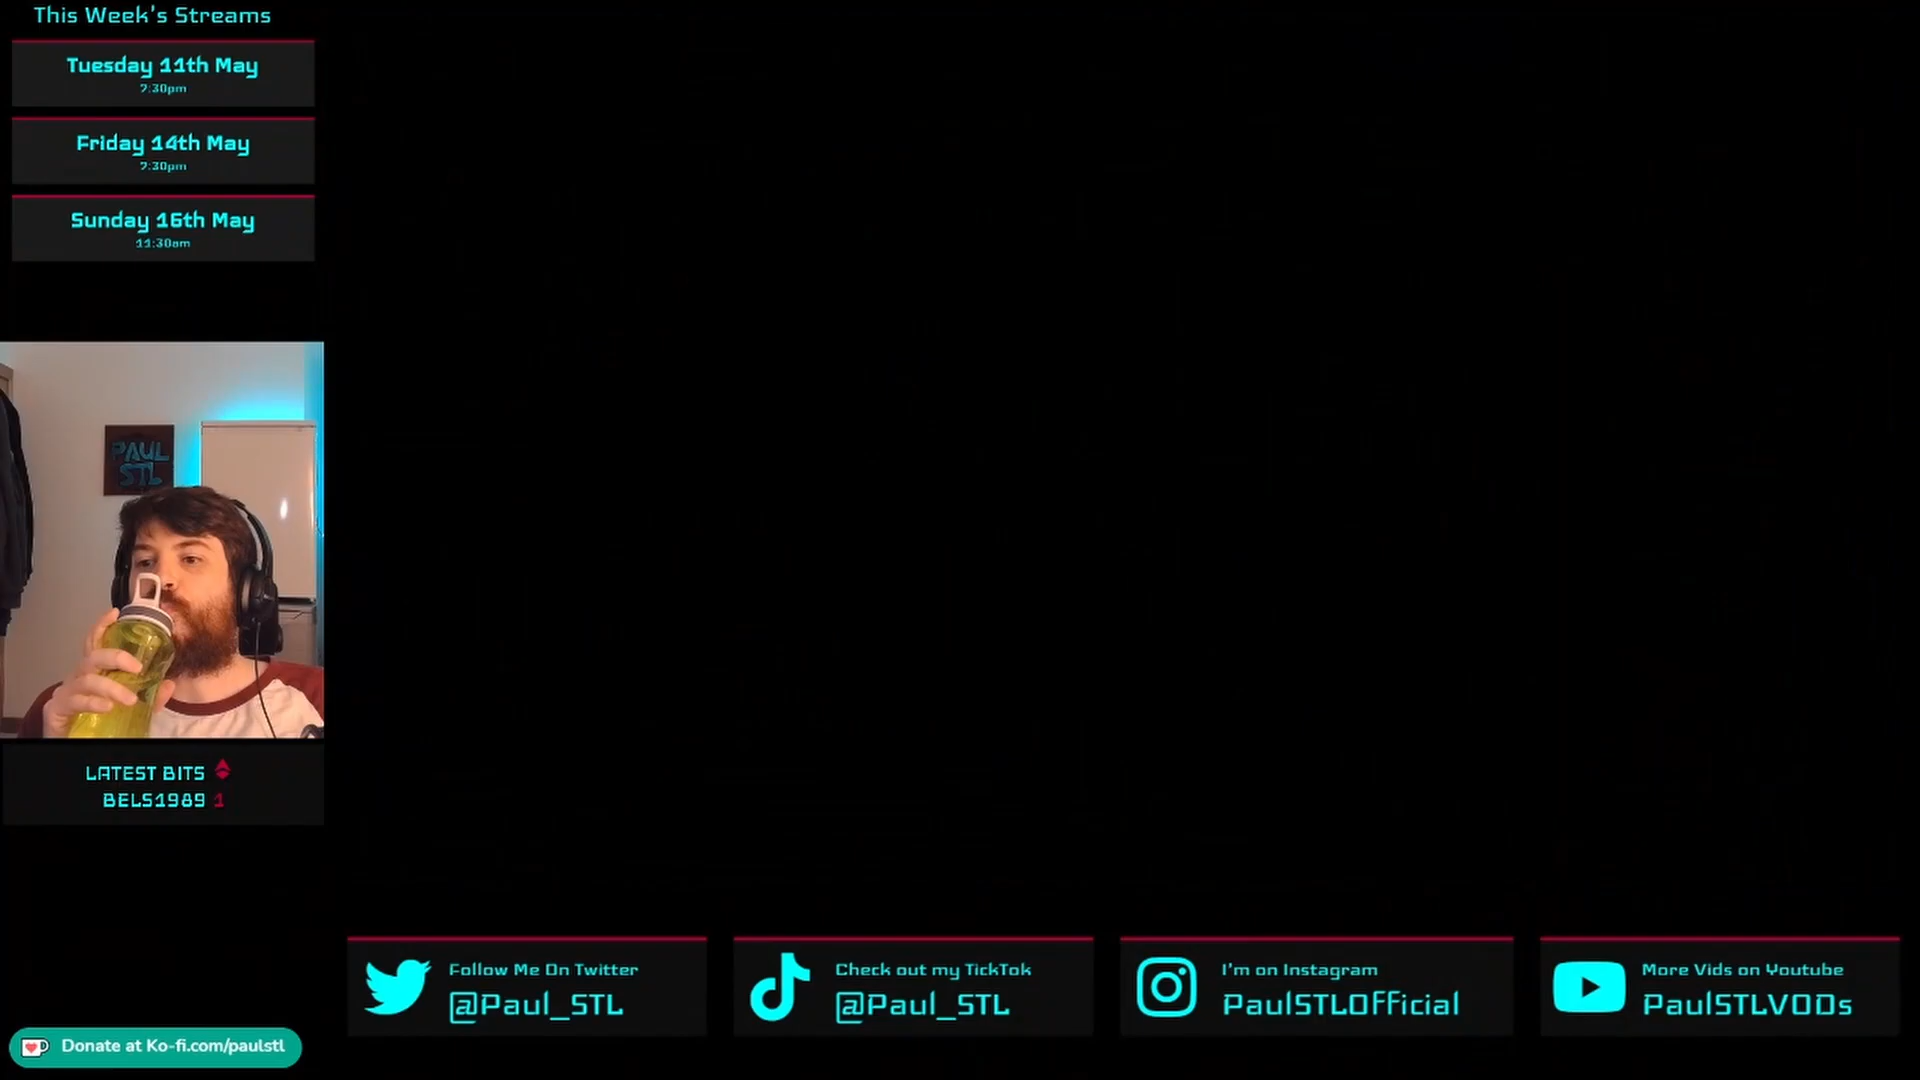 This Week's Streams
Tuesday 11th May
7:30pm
Friday 14th May
7:30pm
Sunday 16th May
11:30am
PAUL
STL
LATEST BITS
BELS1989 1
Follow Me On Twitter
@Paul_STL
Check out my TickTok
@Paul_STL
I'm on Instagram
PaulSTLOfficial
More Vids on Youtube
PaulSTLVODs
Donate at Ko-fi.com/paulstl